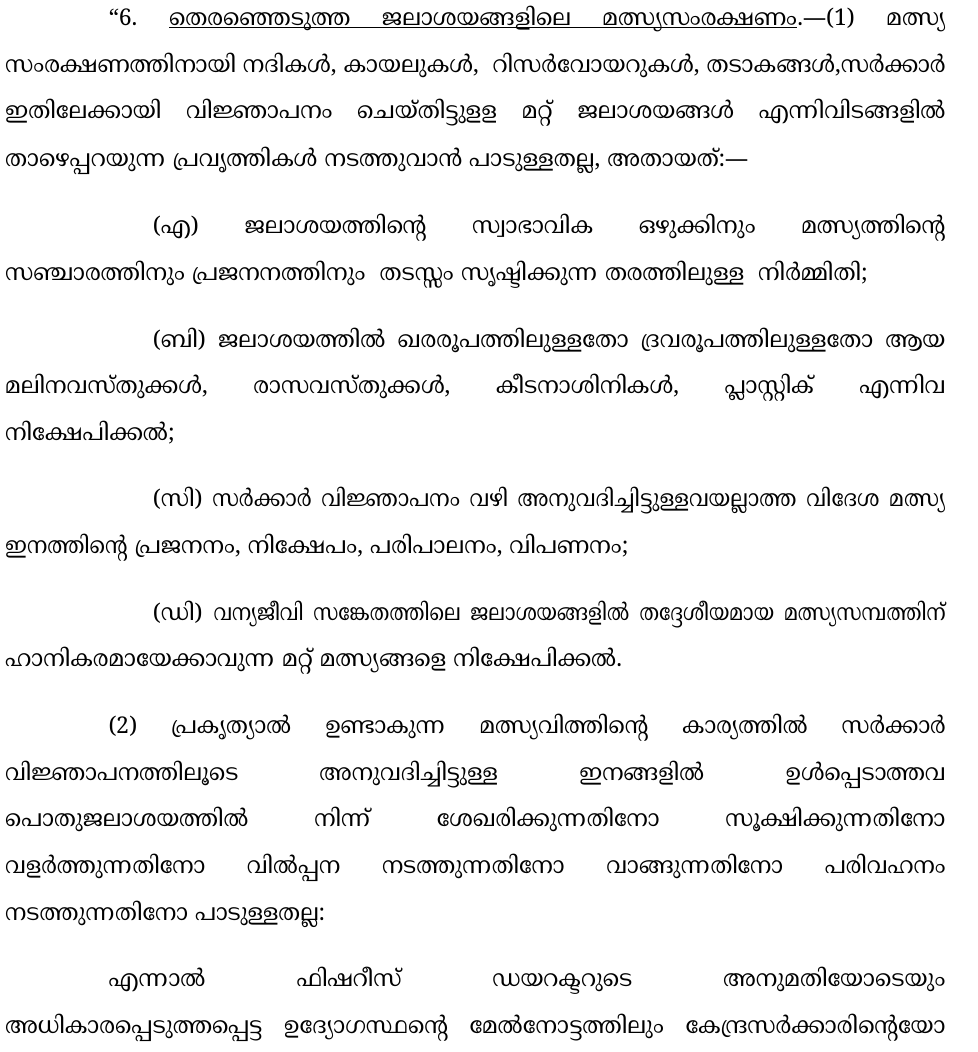 “6. തെരഞ്ഞെടുത്ത ജലാശയങ്ങളിലെ മത്സ്യസംരക്ഷണം.—(1) മത്സ്യ
സംരക്ഷണത്തിനായി നദികൾ, കായലുകൾ, റിസർവോയറുകൾ, തടാകങ്ങൾ,സർക്കാർ
ഇതിലേക്കായി വിജ്ഞാപനം ചെയ്തിട്ടുളള മറ്റ് ജലാശയങ്ങൾ എന്നിവിടങ്ങളിൽ
താഴെപ്പറയുന്ന പ്രവൃത്തികൾ നടത്തുവാൻ പാടുള്ളതല്ല, അതായത്:—
(എ) ജലാശയത്തിന്റെ സ്വാഭാവിക ഒഴുക്കിനും മത്സ്യത്തിന്റെ
സഞ്ചാരത്തിനും പ്രജനനത്തിനും തടസ്സം സൃഷ്ടിക്കുന്ന തരത്തിലുള്ള നിർമ്മിതി;
(ബി) ജലാശയത്തിൽ ഖരരൂപത്തിലുള്ളതോ ദ്രവരൂപത്തിലുള്ളതോ ആയ
മലിനവസ്തുക്കൾ, രാസവസ്തുക്കൾ, കീടനാശിനികൾ, പ്ലാസ്റ്റിക് എന്നിവ
നിക്ഷേപിക്കൽ;
(സി) സർക്കാർ വിജ്ഞാപനം വഴി അനുവദിച്ചിട്ടുള്ളവയല്ലാത്ത വിദേശ മത്സ്യ
ഇനത്തിന്റെ പ്രജനനം, നിക്ഷേപം, പരിപാലനം, വിപണനം;
(ഡി) വന്യജീവി സങ്കേതത്തിലെ ജലാശയങ്ങളിൽ തദ്ദേശീയമായ മത്സ്യസമ്പത്തിന്
ഹാനികരമായേക്കാവുന്ന മറ്റ് മത്സ്യങ്ങളെ നിക്ഷേപിക്കൽ.
(2) പ്രകൃത്യാൽ ഉണ്ടാകുന്ന മത്സ്യവിത്തിന്റെ കാര്യത്തിൽ സർക്കാർ
വിജ്ഞാപനത്തിലൂടെ അനുവദിച്ചിട്ടുള്ള ഇനങ്ങളിൽ ഉൾപ്പെടാത്തവ
പൊതുജലാശയത്തിൽ നിന്ന് ശേഖരിക്കുന്നതിനോ സൂക്ഷിക്കുന്നതിനോ
വളർത്തുന്നതിനോ വിൽപ്പന നടത്തുന്നതിനോ വാങ്ങുന്നതിനോ പരിവഹനം
നടത്തുന്നതിനോ പാടുള്ളതല്ല:
എന്നാൽ ഫിഷറീസ് ഡയറക്ടറുടെ അനുമതിയോടെയും
അധികാരപ്പെടുത്തപ്പെട്ട ഉദ്യോഗസ്ഥന്റെ മേൽനോട്ടത്തിലും കേന്ദ്രസർക്കാരിന്റെയോ